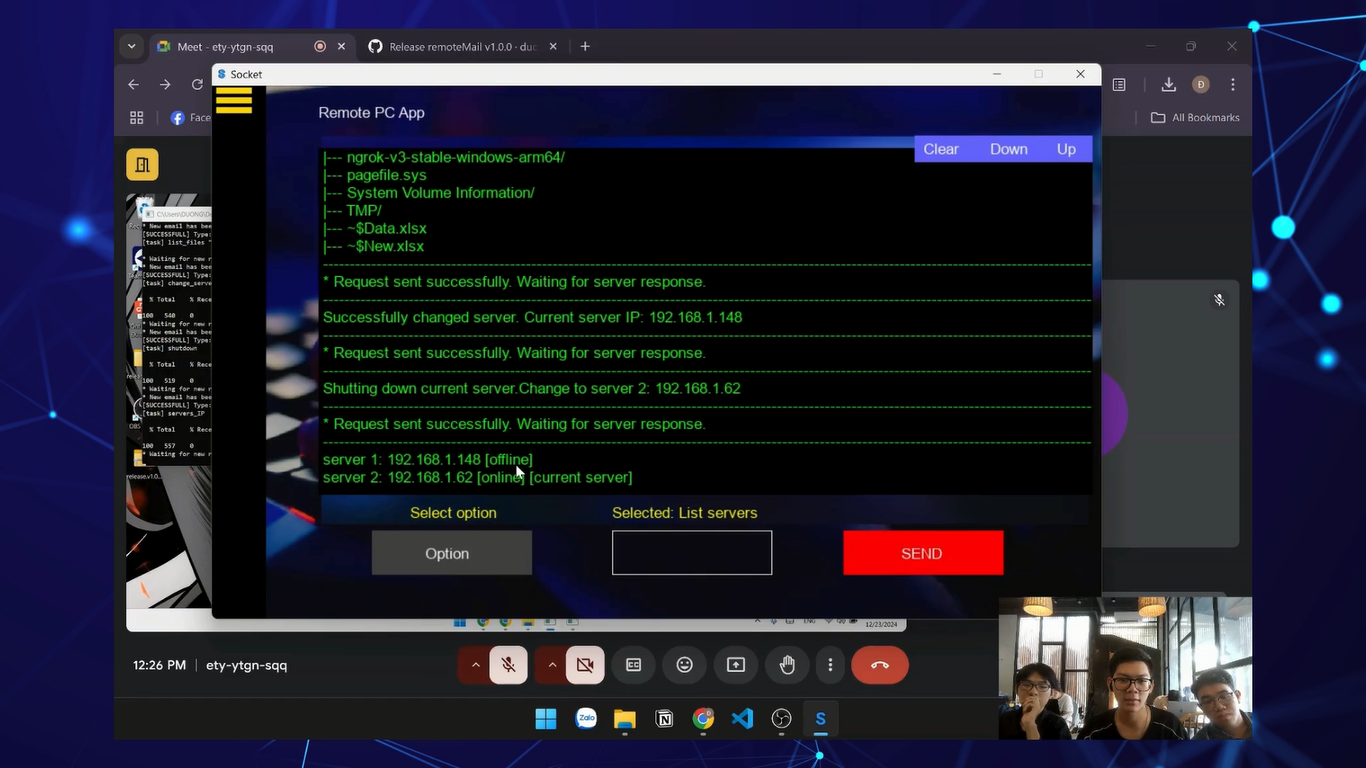 Meet - ety-ytgn-sqq
Release remoteMail v1.0.0 · duo
Socket
Face
All Bookmarks
Đ
Remote PC App
Clear
Down
Up
|--- ngrok-v3-stable-windows-arm64/
|--- pagefile.sys
|--- System Volume Information/
|--- TMP/
|--- ~$Data.xlsx
|--- ~$New.xlsx
* Request sent successfully. Waiting for server response.
Successfully changed server. Current server IP: 192.168.1.148
* Request sent successfully. Waiting for server response.
Shutting down current server.Change to server 2: 192.168.1.62
* Request sent successfully. Waiting for server response.
server 1: 192.168.1.148 [offline]
server 2: 192.168.1.62 [online] [current server]
Select option
Selected: List servers
Option
SEND
* New email has bee
[SUCCESSFULL] Type:
[task] list_files "
* Waiting for new r
* New email has bee
[SUCCESSFULL] Type:
[task] change_serve
% Total % Rece
100 540 0
* Waiting for new r
* New email has bee
[SUCCESSFULL] Type:
[task] shutdown
% Total % Rece
100 519 0
* Waiting for new r
* New email has bee
[SUCCESSFULL] Type:
[task] servers_IP
% Total % Rece
100 557 0
* Waiting for new r
release.v1.0...
ENG
12/23/2024
12:26 PM | ety-ytgn-sqq
Zalo